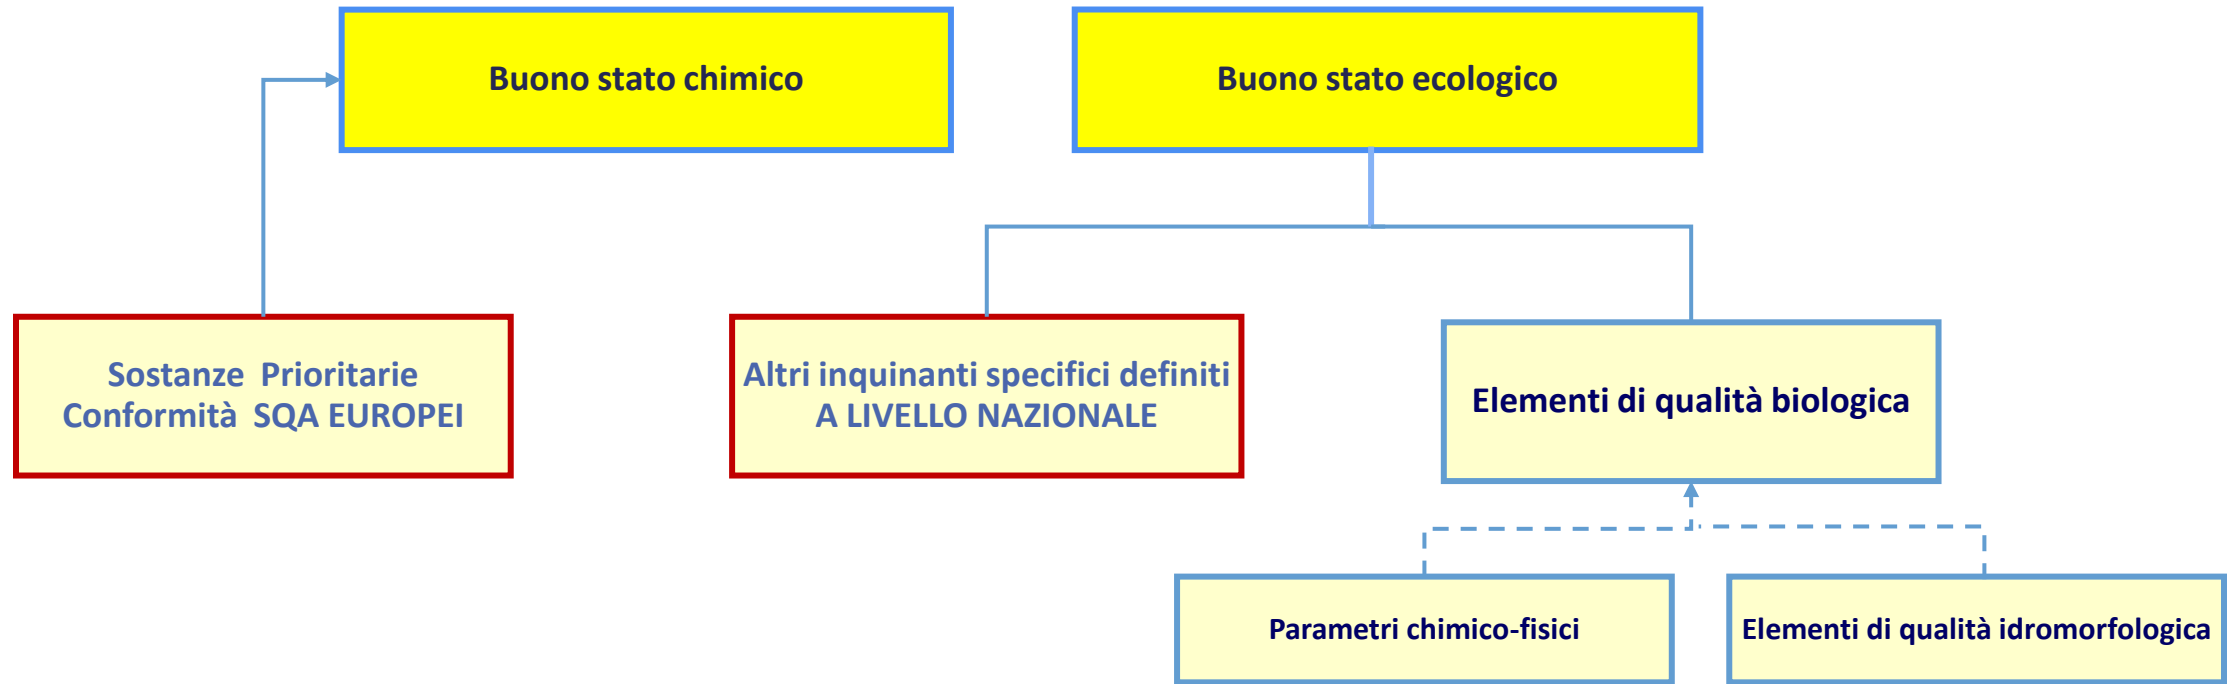 Buono stato chimico
Buono stato ecologico
Sostanze Prioritarie
Conformità SQA EUROPEI
Altri inquinanti specifici definiti
A LIVELLO NAZIONALE
Elementi di qualità biologica
Parametri chimico-fisici
Elementi di qualità idromorfologica